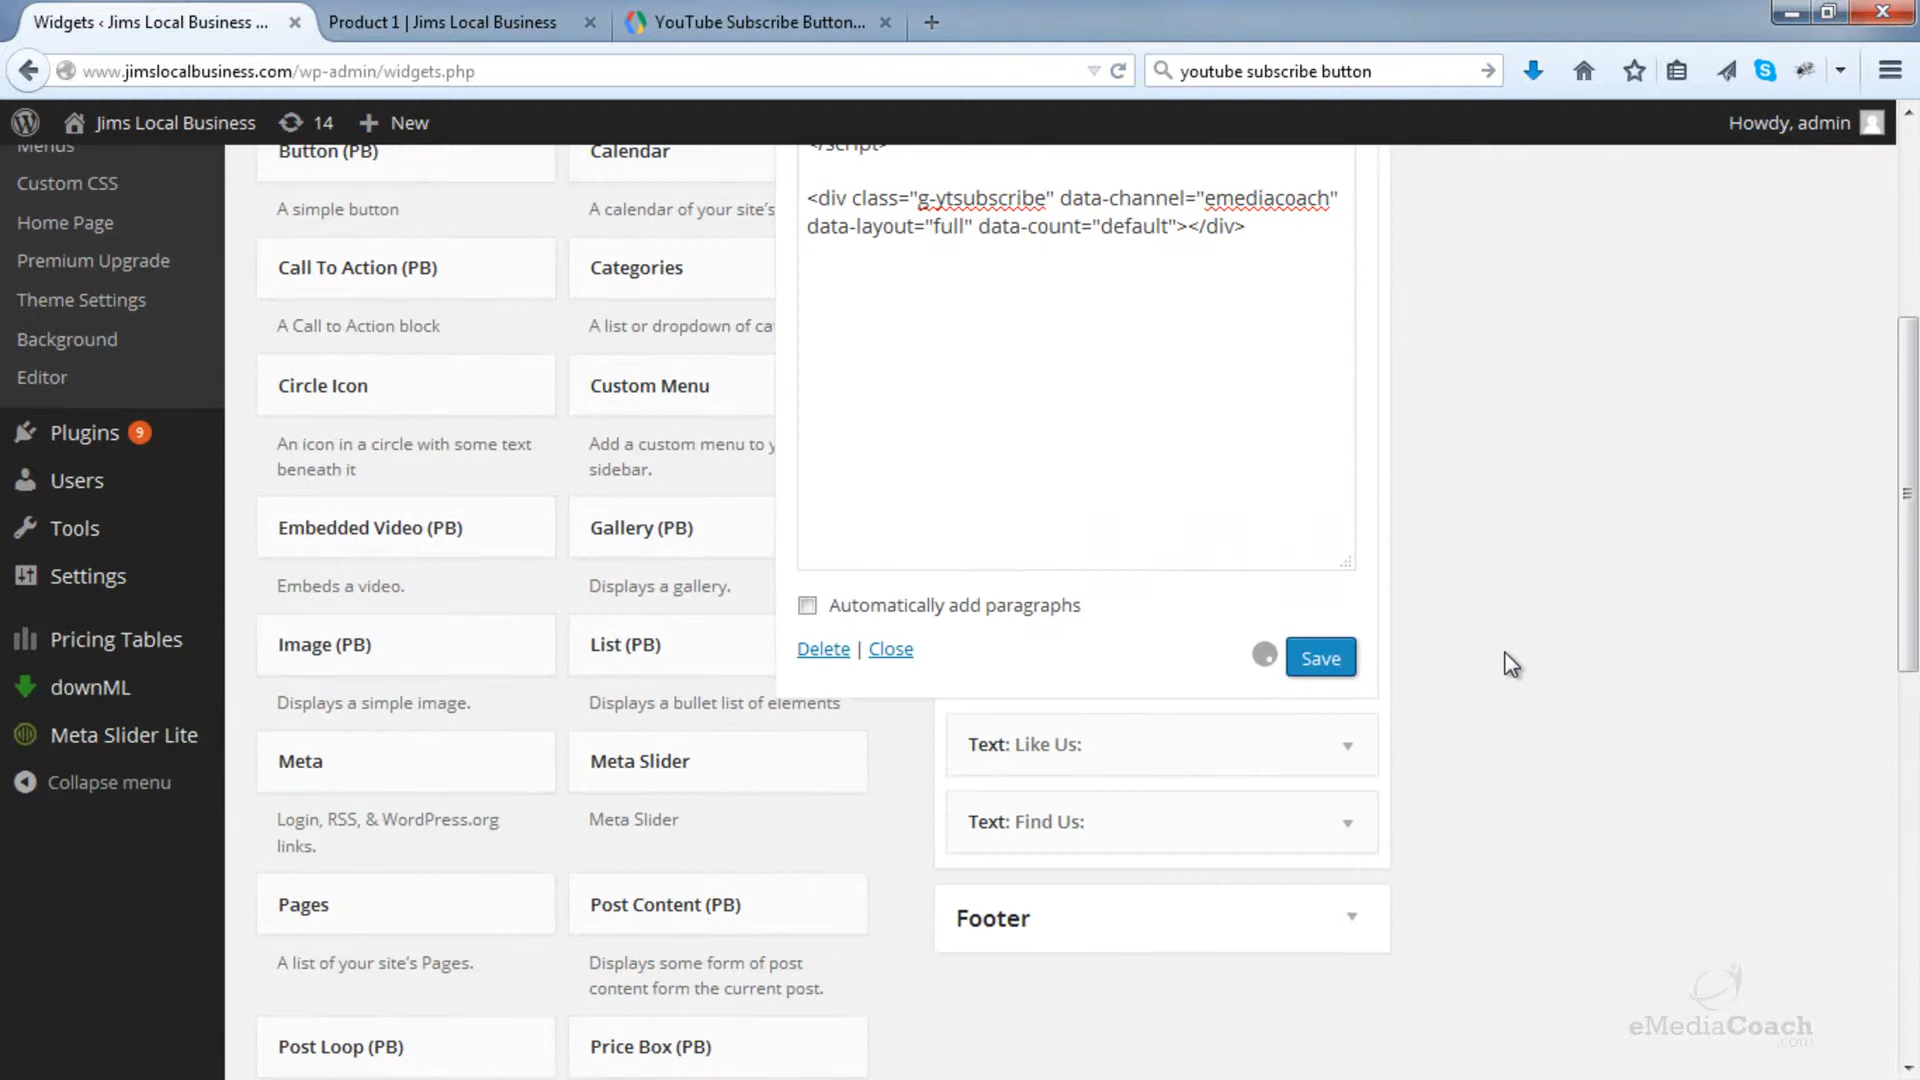 Widgets ‹ Jims Local Business ...
Product 1 | Jims Local Business
YouTube Subscribe Button...
www.jimslocalbusiness.com/wp-admin/widgets.php
youtube subscribe button
Jims Local Business
14
New
Howdy, admin
Menus
Custom CSS
Home Page
Premium Upgrade
Theme Settings
Background
Editor
Plugins 9
Users
Tools
Settings
Pricing Tables
downML
Meta Slider Lite
Collapse menu
Button (PB)
A simple button
Call To Action (PB)
A Call to Action block
Circle Icon
An icon in a circle with some text
beneath it
Embedded Video (PB)
Embeds a video.
Image (PB)
Displays a simple image.
Meta
Login, RSS, & WordPress.org
links.
Pages
A list of your site's Pages.
Post Loop (PB)
Calendar
A calendar of your site's
Categories
A list or dropdown of ca
Custom Menu
Add a custom menu to y
sidebar.
Gallery (PB)
Displays a gallery.
List (PB)
Displays a bullet list of elements
Meta Slider
Meta Slider
Post Content (PB)
Displays some form of post
content form the current post.
Price Box (PB)
</script>
<div class="g-ytsubscribe" data-channel="emediacoach"
data-layout="full" data-count="default"></div>
Automatically add paragraphs
Delete | Close
Save
Text: Like Us:
Text: Find Us:
Footer
eMediaCoach
.com